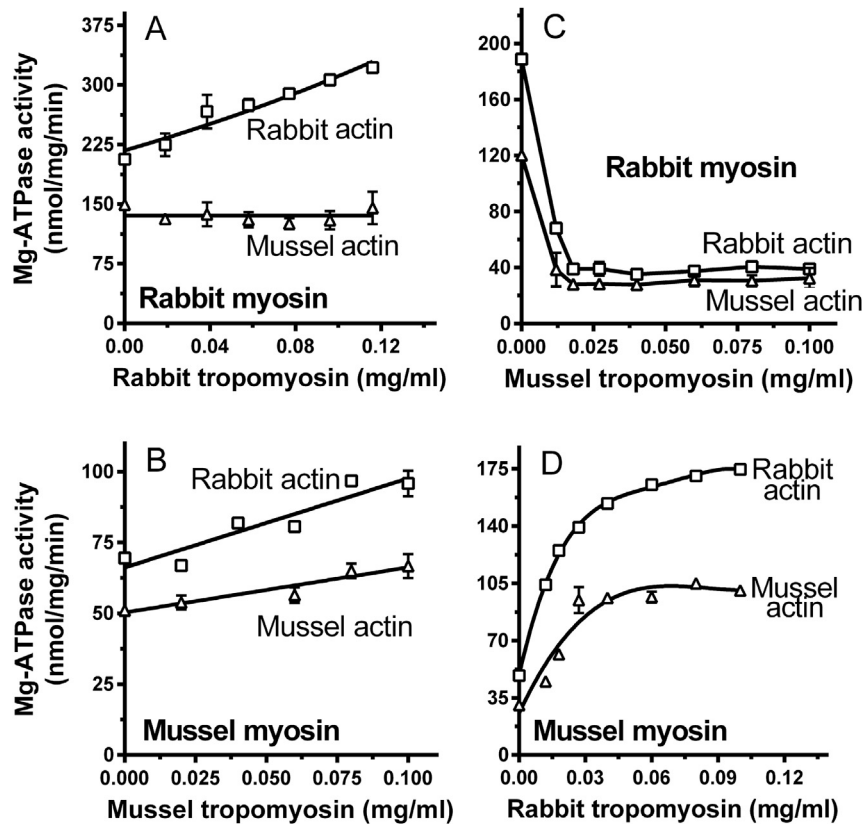 A
375
300
225
150
75
0
Mg-ATPase activity
(nmol/mg/min)
Rabbit actin
Mussel actin
Rabbit myosin
0.00 0.04 0.08 0.12
Rabbit tropomyosin (mg/ml)
C
200
160
120
80
40
0
Rabbit myosin
Rabbit actin
Mussel actin
0.000 0.025 0.050 0.075 0.100
Mussel tropomyosin (mg/ml)
B
100
75
50
25
0
Mg-ATPase activity
(nmol/mg/min)
Rabbit actin
Mussel actin
Mussel myosin
0.000 0.025 0.050 0.075 0.100
Mussel tropomyosin (mg/ml)
D
175
140
105
70
35
0
Rabbit
actin
Mussel
actin
Mussel myosin
0.00 0.03 0.06 0.09 0.12
Rabbit tropomyosin (mg/ml)